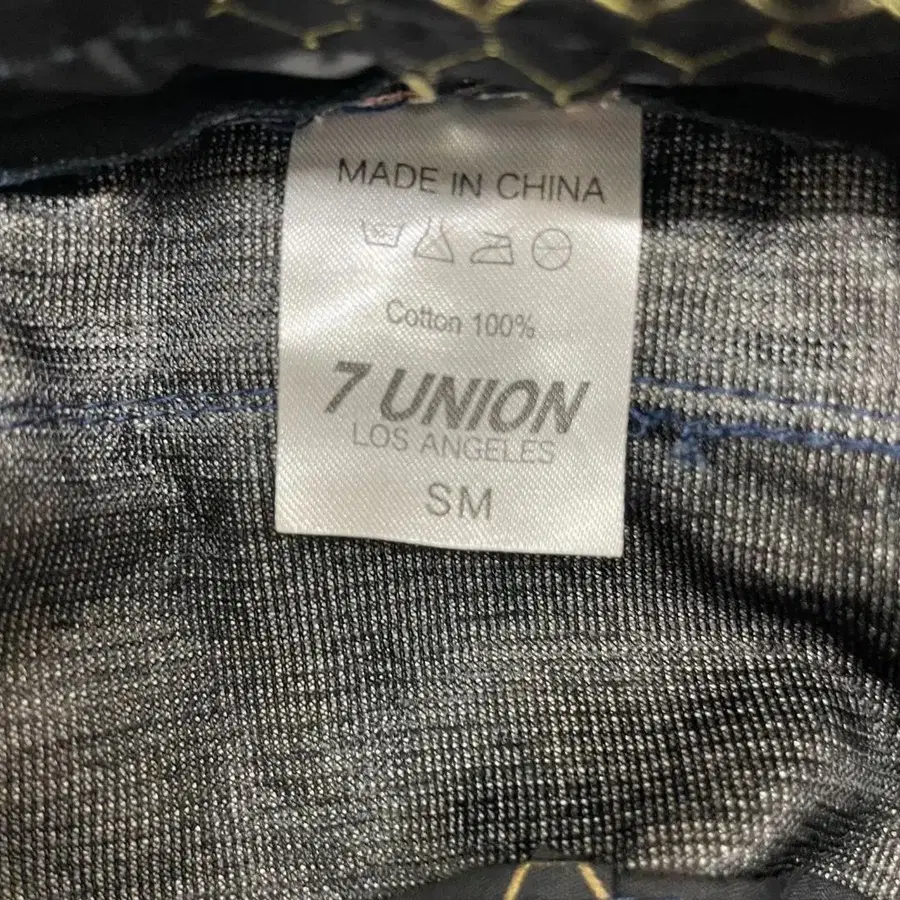 MADE IN CHINA
Cotton 100%
7 UNION
LOS ANGELES
SM